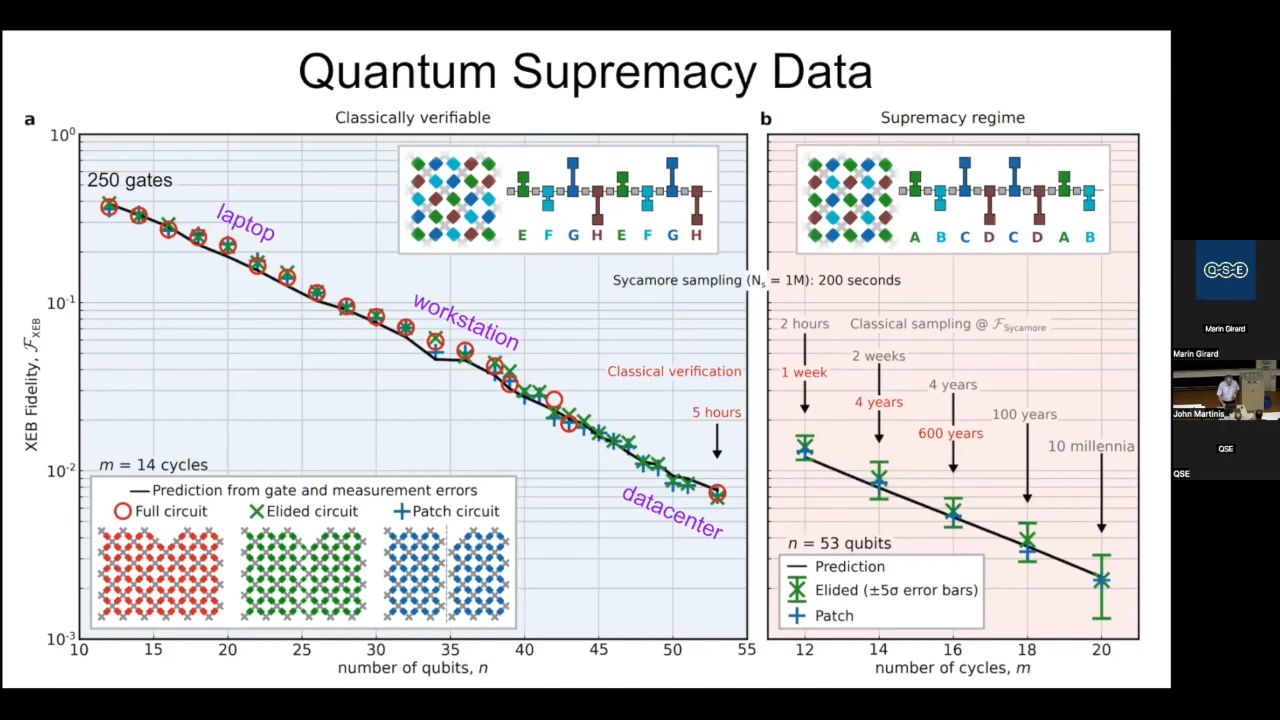 Quantum Supremacy Data
a
Classically verifiable
b
Supremacy regime
10⁰
10⁻¹
10⁻²
10⁻³
XEB Fidelity, ℱXEB
250 gates
laptop
workstation
datacenter
E F G H E F G H
A B C D C D A B
Sycamore sampling (Nₛ = 1M): 200 seconds
Classical verification
5 hours
2 hours
Classical sampling @ ℱSycamore
1 week
2 weeks
4 years
4 years
600 years
100 years
10 millennia
m = 14 cycles
Prediction from gate and measurement errors
Full circuit
Elided circuit
Patch circuit
n = 53 qubits
Prediction
Elided (±5σ error bars)
Patch
10 15 20 25 30 35 40 45 50 55
number of qubits, n
12 14 16 18 20
number of cycles, m
QSE
Marin Girard
Marin Girard
John Martinis
QSE
QSE